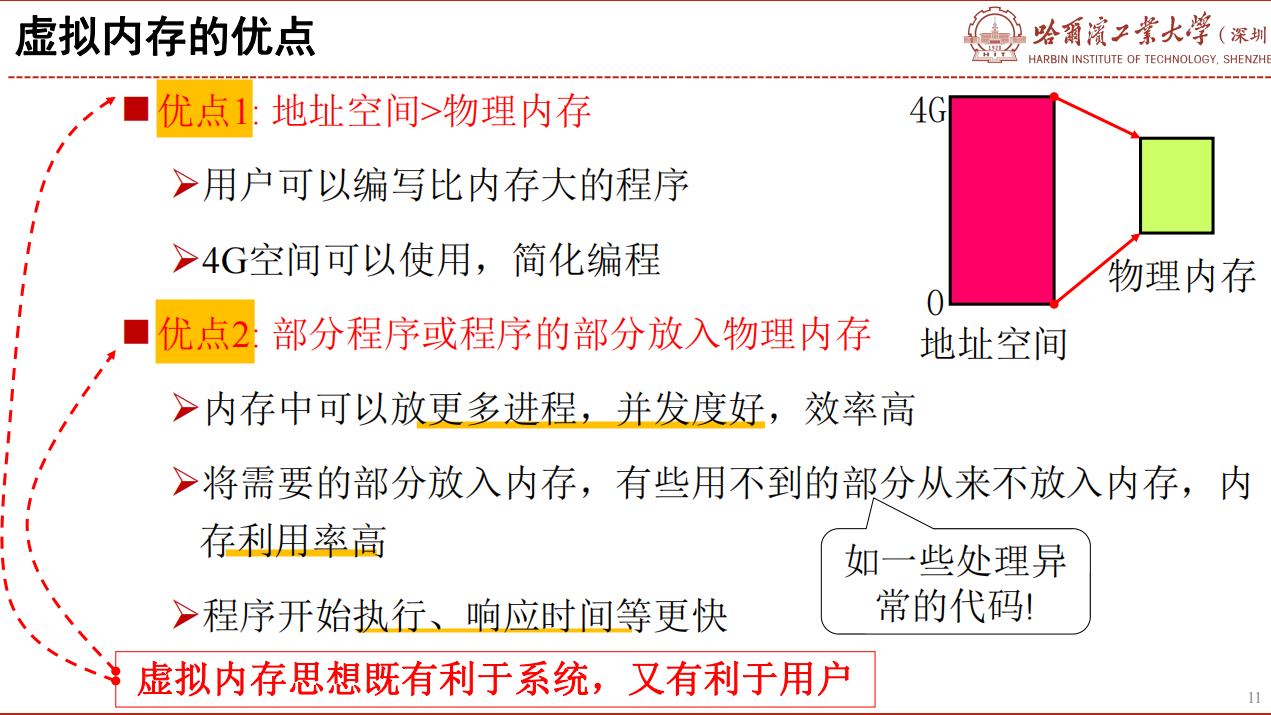 虚拟内存的优点
哈尔滨工业大学(深圳
HARBIN INSTITUTE OF TECHNOLOGY, SHENZHE
HIT
优点1: 地址空间>物理内存
用户可以编写比内存大的程序
4G空间可以使用，简化编程
4G
0
地址空间
物理内存
优点2: 部分程序或程序的部分放入物理内存
内存中可以放更多进程，并发度好，效率高
将需要的部分放入内存，有些用不到的部分从来不放入内存，内
存利用率高
如一些处理异
常的代码!
程序开始执行、响应时间等更快
虚拟内存思想既有利于系统，又有利于用户
11